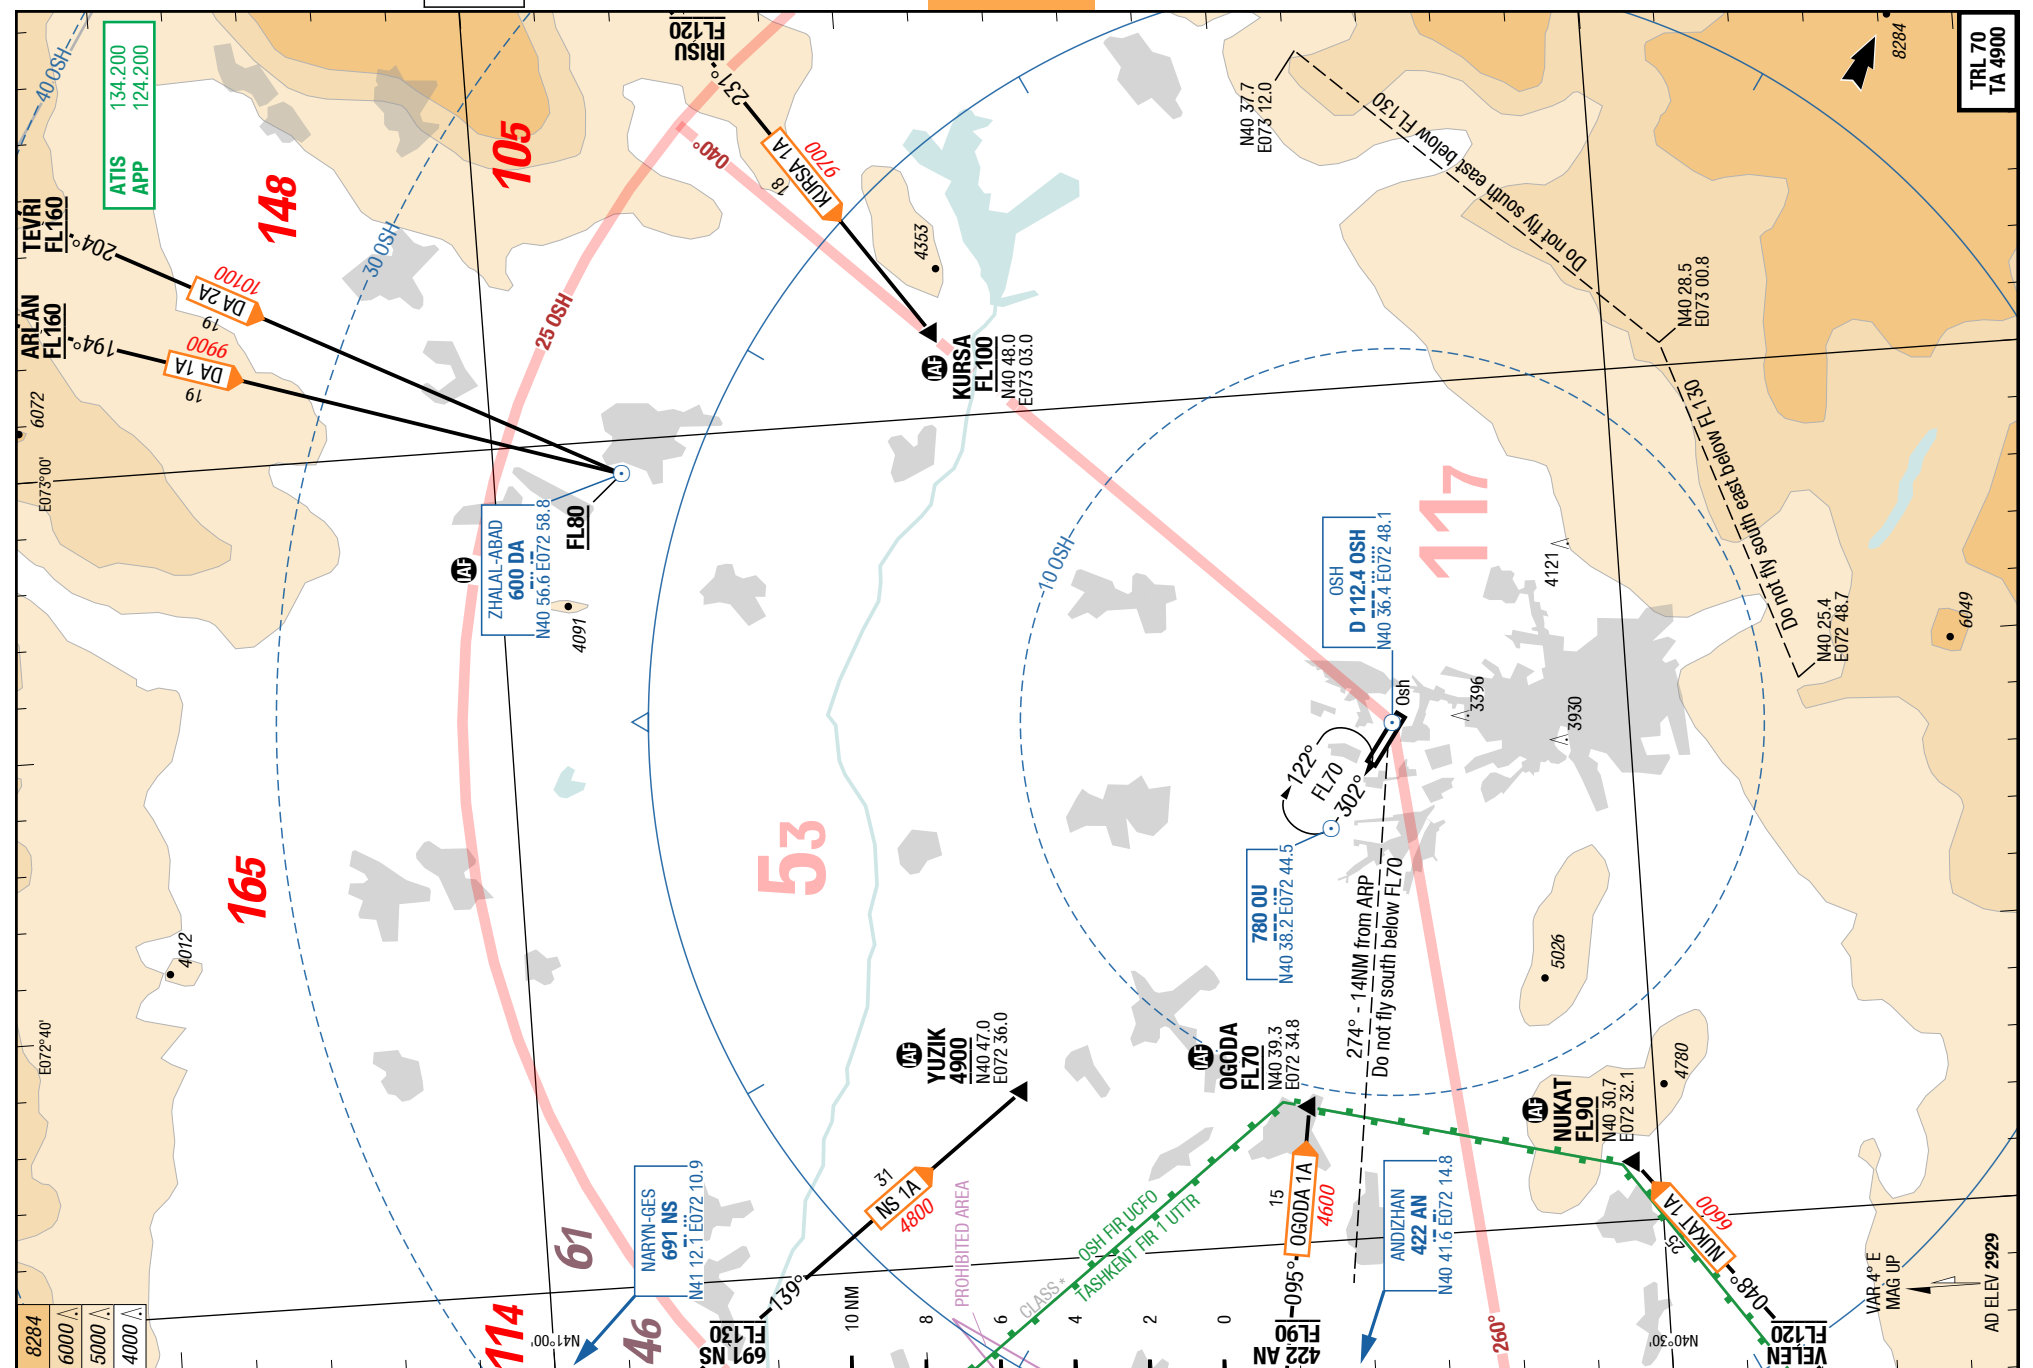 40 OSH
ATIS 134.200
APP 124.200
148
105
TEVRI
FL160
204°
DA 2A
10100
19
ARLAN
FL160
194°
DA 1A
9900
19
6072
E073°00'
30 OSH
25 OSH
IRISU
FL120
231°
040°
KURSA 1A
9700
18
4353
IAF
KURSA
FL100
N40 48.0
E073 03.0
N40 37.7
E073 12.0
Do not fly south east below FL130
N40 28.5
E073 00.8
Do not fly south east below FL130
N40 25.4
E072 48.7
8284
TRL 70
TA 4900
IAF
ZHALAL-ABAD
600 DA
N40 56.6 E072 58.8
FL80
4091
10 OSH
OSH
D 112.4 OSH
N40 36.4 E072 48.1
117
4121
3396
3930
6049
Osh
122°
FL70
302°
780 OU
N40 38.2 E072 44.5
274° - 14NM from ARP
Do not fly south below FL70
53
165
4012
E072°40'
5026
4780
IAF
YUZIK
4900
N40 47.0
E072 36.0
IAF
OGODA
FL70
N40 39.3
E072 34.8
IAF
NUKAT
FL90
N40 30.7
E072 32.1
NARYN-GES
691 NS
N41 12.1 E072 10.9
31
NS 1A
4800
139°
FL130
691 NS
PROHIBITED AREA
CLASS *
OSH FIR UCFO
TASHKENT FIR 1 UTTR
15
OGODA 1A
4600
095°
FL90
422 AN
ANDIZHAN
422 AN
N40 41.6 E072 14.8
NUKAT 1A
6600
25
048°
VELEN
FL120
260°
61
46
114
N41°00'
N40°30'
10 NM
8
6
4
2
0
VAR 4° E
MAG UP
AD ELEV 2929
8284
6000
5000
4000